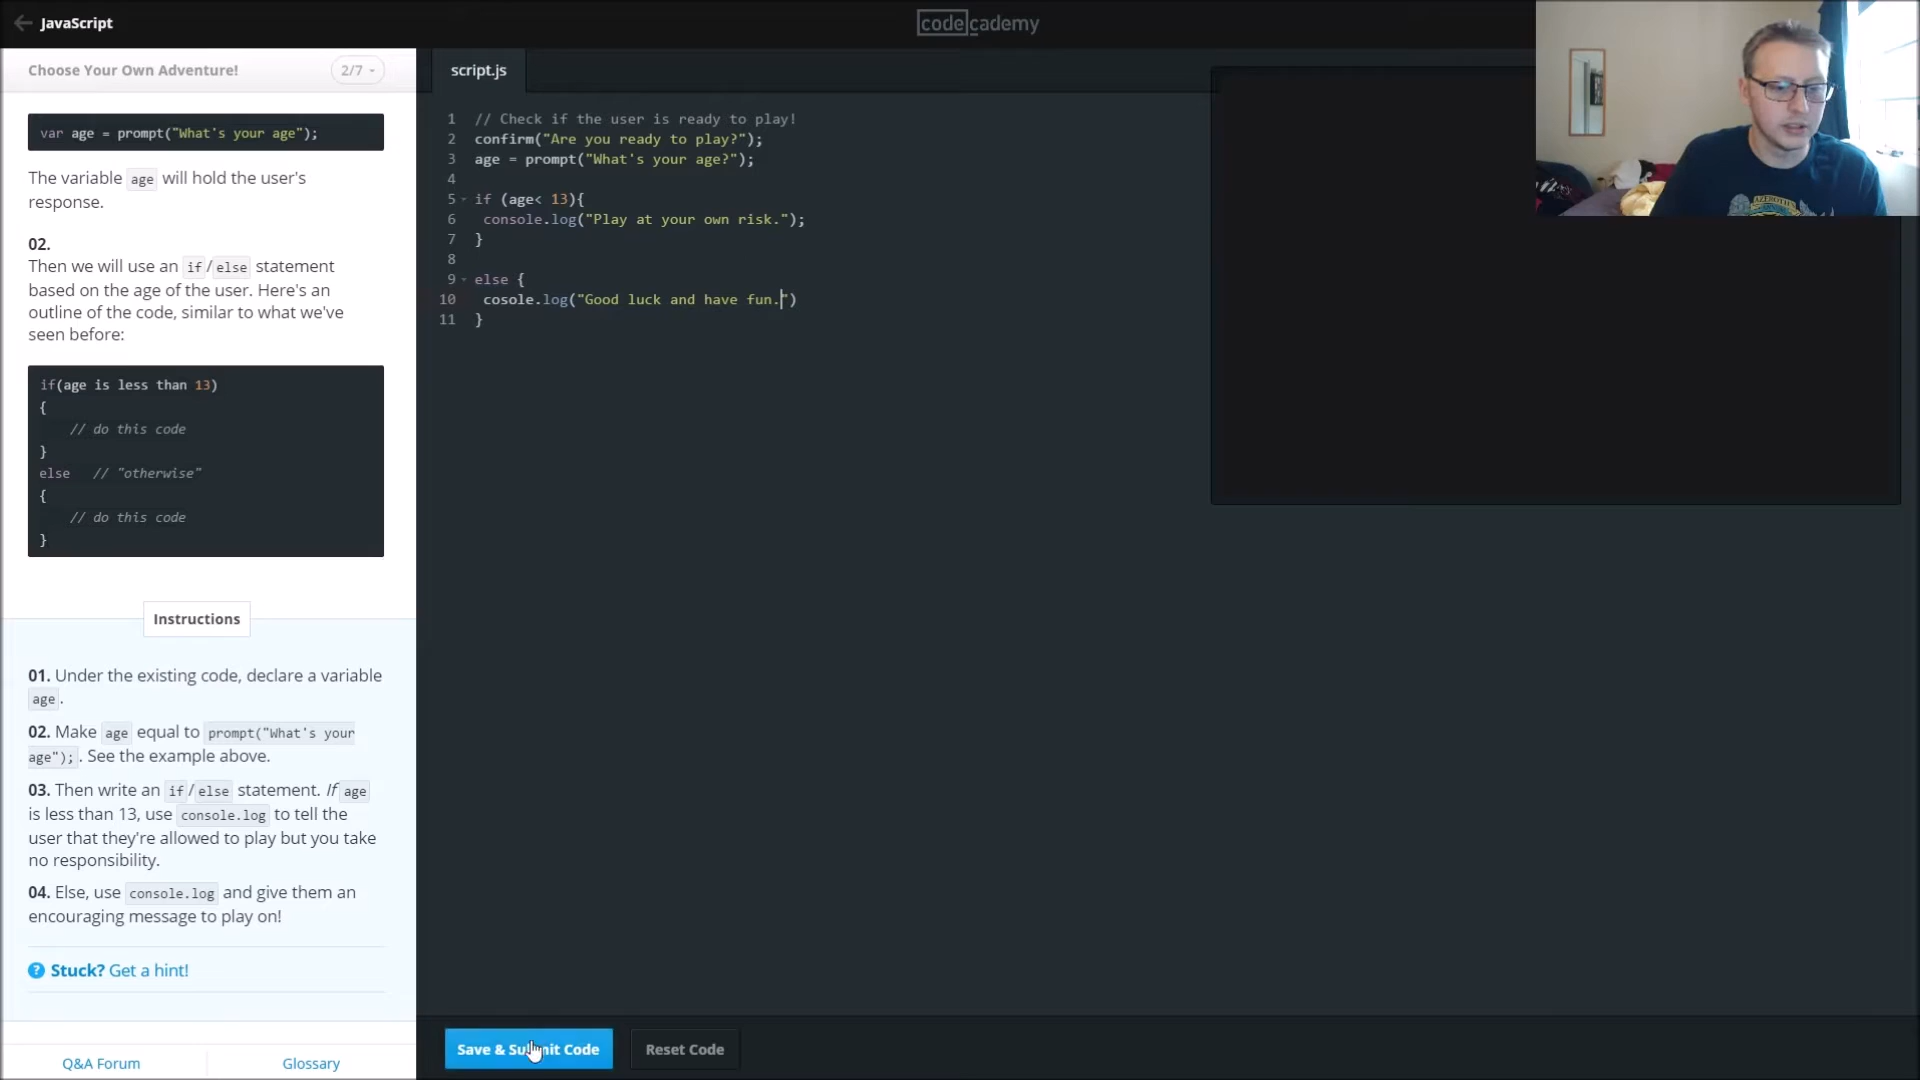 JavaScript
codecademy
Choose Your Own Adventure!
2/7
script.js
var age = prompt("What's your age");
The variable age will hold the user's
response.
02.
Then we will use an if/else statement
based on the age of the user. Here's an
outline of the code, similar to what we've
seen before:
if(age is less than 13)
{
// do this code
}
else // "otherwise"
{
// do this code
}
Instructions
01. Under the existing code, declare a variable
age.
02. Make age equal to prompt("What's your
age");. See the example above.
03. Then write an if/else statement. If age
is less than 13, use console.log to tell the
user that they're allowed to play but you take
no responsibility.
04. Else, use console.log and give them an
encouraging message to play on!
? Stuck? Get a hint!
Q&A Forum
Glossary
1 // Check if the user is ready to play!
2 confirm("Are you ready to play?");
3 age = prompt("What's your age?");
4
5 if (age< 13){
6 console.log("Play at your own risk.");
7 }
8
9 else {
10 cosole.log("Good luck and have fun.")
11 }
Save & Submit Code
Reset Code